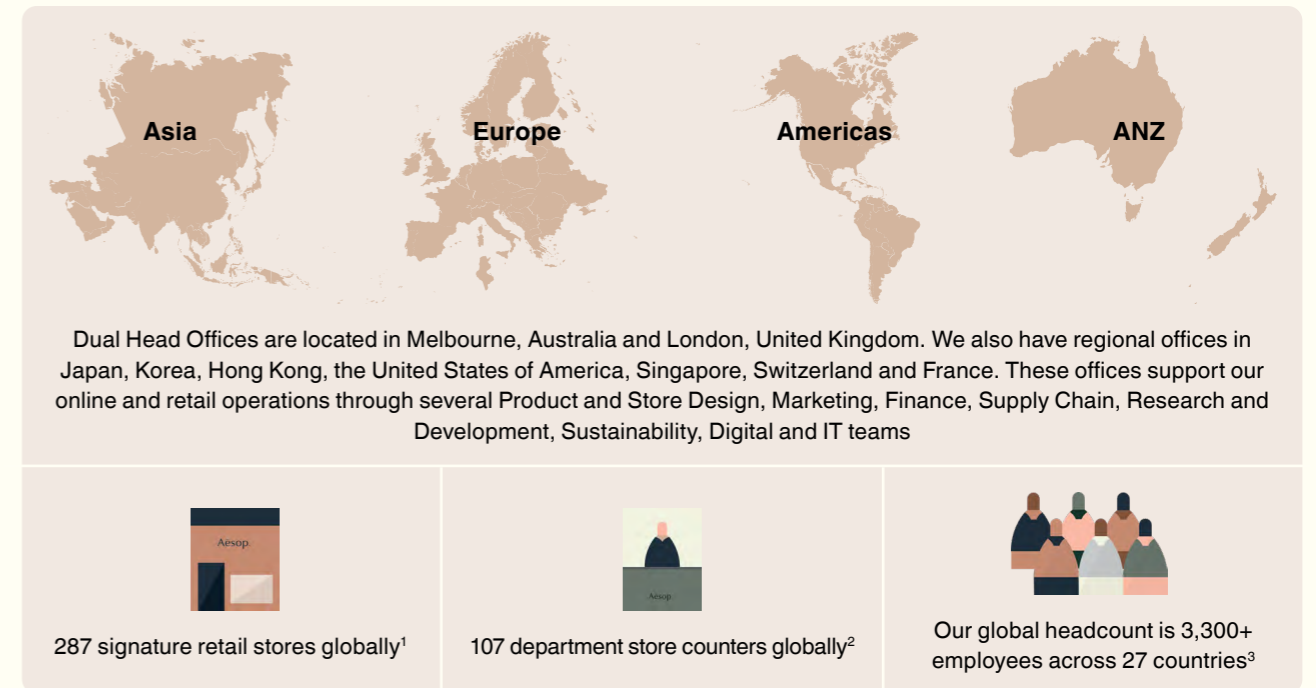 Asia
Europe
Americas
ANZ
Dual Head Offices are located in Melbourne, Australia and London, United Kingdom. We also have regional offices in
Japan, Korea, Hong Kong, the United States of America, Singapore, Switzerland and France. These offices support our
online and retail operations through several Product and Store Design, Marketing, Finance, Supply Chain, Research and
Development, Sustainability, Digital and IT teams
Aēsop.
287 signature retail stores globally¹
Aēsop.
107 department store counters globally²
Our global headcount is 3,300+
employees across 27 countries³